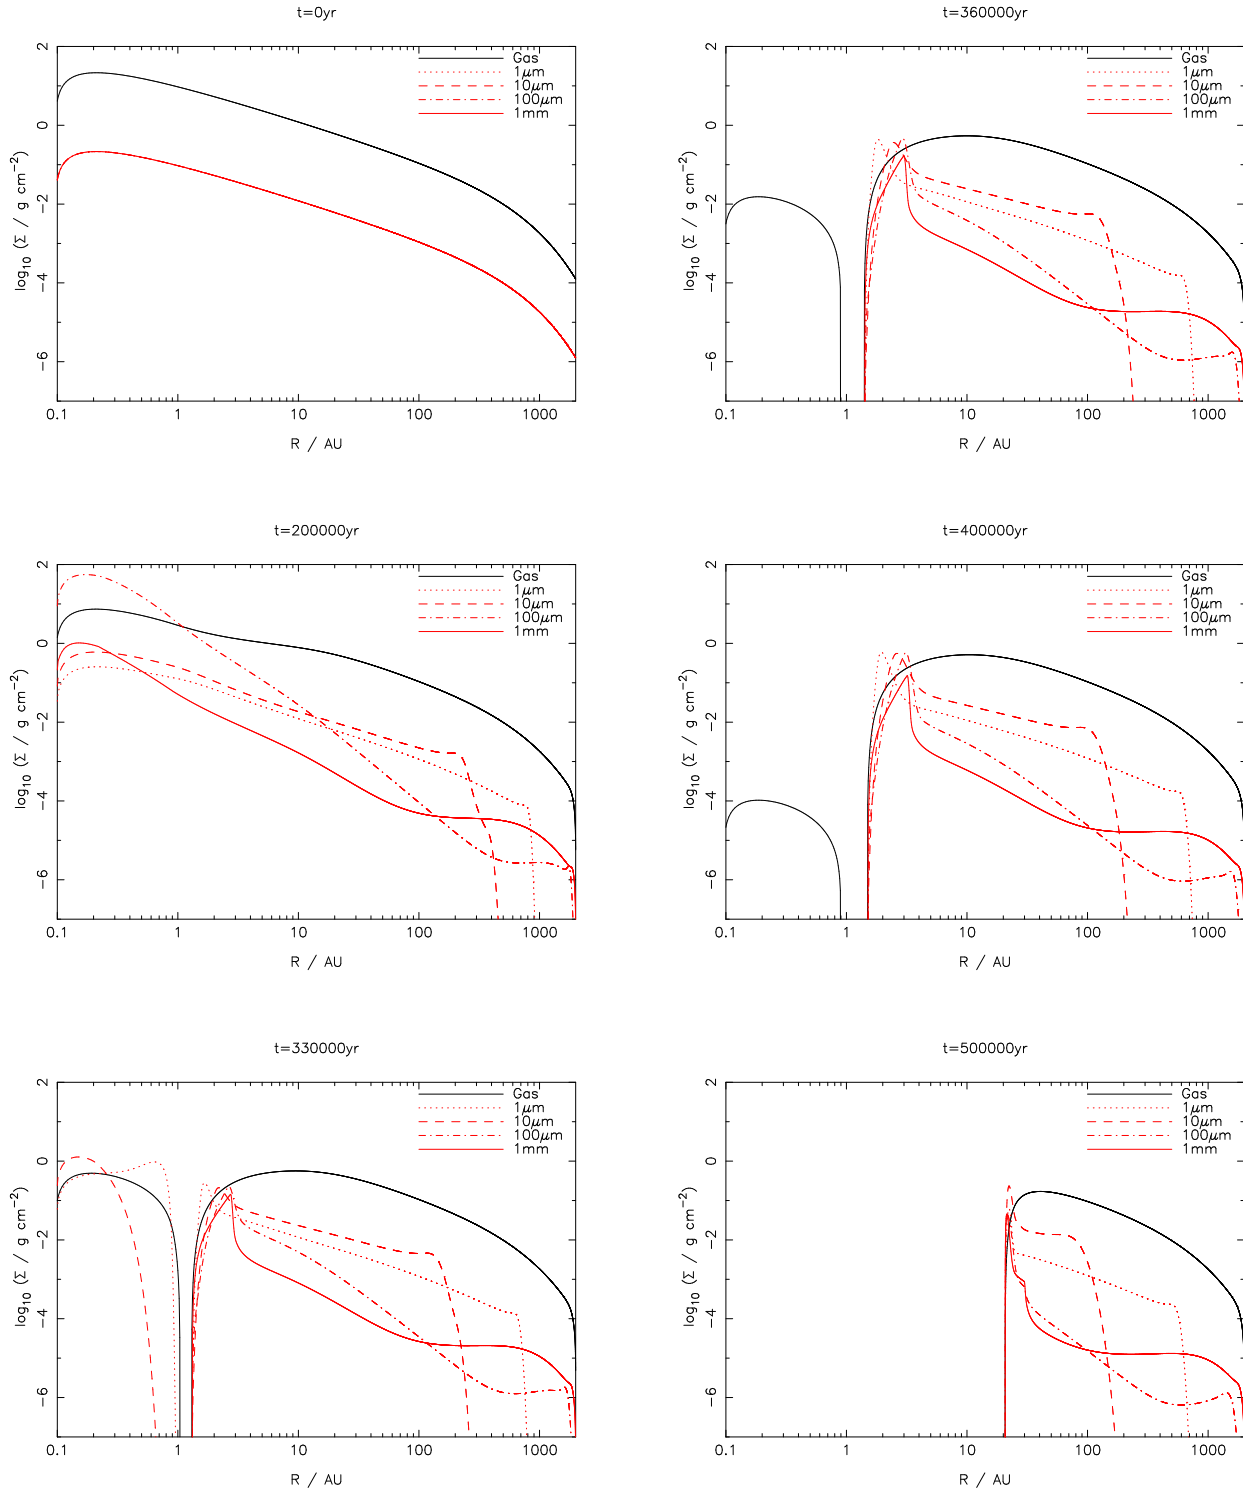 t=0yr
2
0
−2
−4
−6
log10 (Σ / g cm−2)
Gas
1μm
10μm
100μm
1mm
0.1 1 10 100 1000
R / AU
t=360000yr
2
0
−2
−4
−6
log10 (Σ / g cm−2)
Gas
1μm
10μm
100μm
1mm
0.1 1 10 100 1000
R / AU
t=200000yr
2
0
−2
−4
−6
log10 (Σ / g cm−2)
Gas
1μm
10μm
100μm
1mm
0.1 1 10 100 1000
R / AU
t=400000yr
2
0
−2
−4
−6
log10 (Σ / g cm−2)
Gas
1μm
10μm
100μm
1mm
0.1 1 10 100 1000
R / AU
t=330000yr
2
0
−2
−4
−6
log10 (Σ / g cm−2)
Gas
1μm
10μm
100μm
1mm
0.1 1 10 100 1000
R / AU
t=500000yr
2
0
−2
−4
−6
log10 (Σ / g cm−2)
Gas
1μm
10μm
100μm
1mm
0.1 1 10 100 1000
R / AU